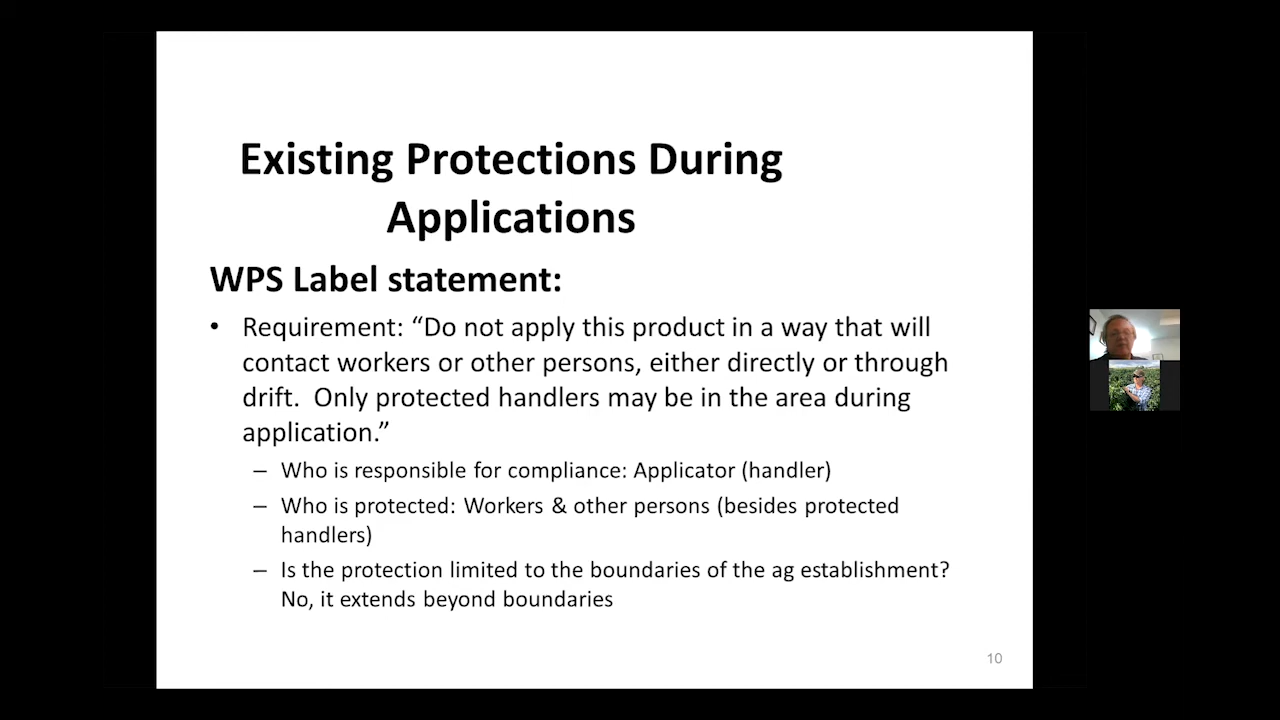 Existing Protections During
Applications
WPS Label statement:
• Requirement: “Do not apply this product in a way that will
contact workers or other persons, either directly or through
drift.  Only protected handlers may be in the area during
application.”
– Who is responsible for compliance: Applicator (handler)
– Who is protected: Workers & other persons (besides protected
handlers)
– Is the protection limited to the boundaries of the ag establishment?
No, it extends beyond boundaries
10